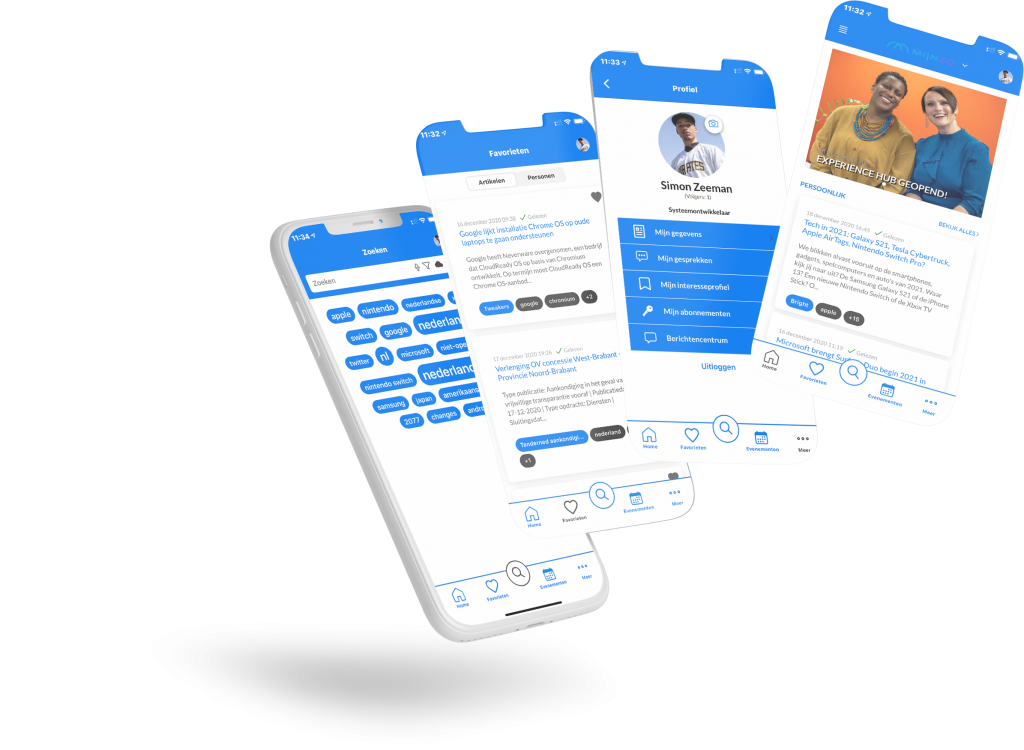 11:34
Zoeken
Zoeken
apple
nintendo
nederlandse
switch
google
twitter
nl
microsoft
niet-ope
nintendo switch
nederland
samsung
japan
amerikaans
2077
changes
Home
Favorieten
Evenementen
Meer
11:32
Favorieten
Artikelen
Personen
16 december 2020 09:38
Gelezen
Google lijkt installatie Chrome OS op oude
laptops te gaan ondersteunen
Google heeft Neverware overgenomen, een bedrijf
dat CloudReady OS op basis van Chromium
ontwikkelt. Op termijn moet CloudReady OS een
Chrome OS-aanbod...
Tweakers
google
chromium
+2
17 december 2020 19:26
Gelezen
Verlenging OV concessie West-Brabant -
Provincie Noord-Brabant
Type publicatie: Aankondiging in het geval va
vrijwillige transparantie vooraf | Publicatieda
17-12-2020 | Type opdracht: Diensten |
Sluitingsdat...
Tenderned aankondigi...
nederland
+1
Home
Favorieten
Evenementen
Meer
11:33
Profiel
Simon Zeeman
(Volgers: 1)
Systeemontwikkelaar
Mijn gegevens
Mijn gesprekken
Mijn interesseprofiel
Mijn abonnementen
Berichtencentrum
Uitloggen
Home
Favorieten
Evenementen
Meer
11:32
EXPERIENCE HUB GEOPEND!
PERSOONLIJK
BEKIJK ALLES
18 december 2020 16:45
Gelezen
Tech in 2021: Galaxy S21, Tesla Cybertruck,
Apple AirTags, Nintendo Switch Pro?
We blikken alvast vooruit op de smartphones,
gadgets, spelcomputers en auto's van 2021. Waar
kijk jij naar uit? De Samsung Galaxy S21 of de iPhone
13? Een nieuwe Nintendo Switch of de Xbox TV
Stick? O...
Bright
apple
+15
16 december 2020 11:19
Gelezen
Microsoft brengt Surf Duo begin 2021 in
Home
Favorieten
Evenementen
Meer